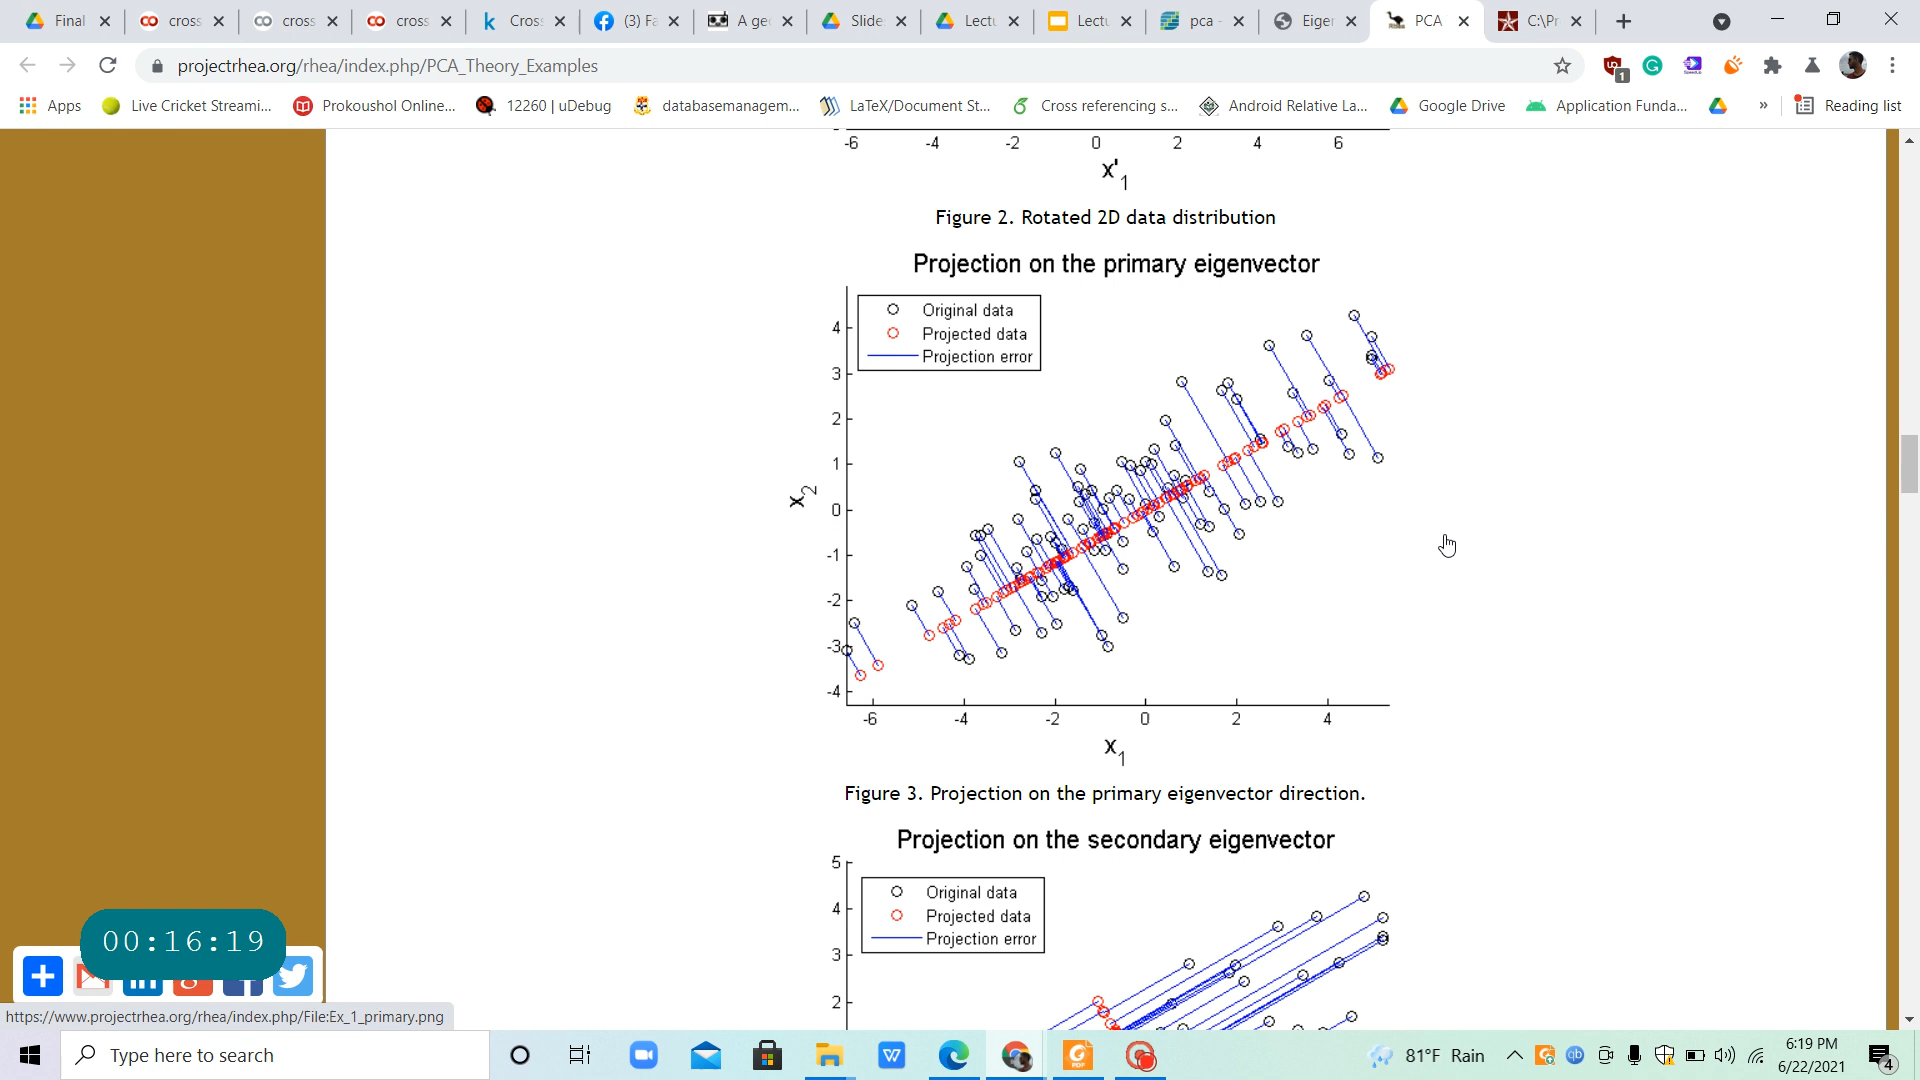 Final
cross
cross
cross
Cross
(3) Fa
A ge
Slide
Lectu
Lectu
pca -
Eiger
PCA
C:\Pr
projectrhea.org/rhea/index.php/PCA_Theory_Examples
1
Apps
Live Cricket Streami...
Prokoushol Online...
12260 | uDebug
databasemanagem...
LaTeX/Document St...
Cross referencing s...
Android Relative La...
Google Drive
Application Funda...
»
Reading list
-6 -4 -2 0 2 4 6
x'1
Figure 2. Rotated 2D data distribution
Projection on the primary eigenvector
Original data
Projected data
Projection error
4
3
2
1
0
-1
-2
-3
-4
x2
-6 -4 -2 0 2 4
x1
Figure 3. Projection on the primary eigenvector direction.
Projection on the secondary eigenvector
5
4
3
2
Original data
Projected data
Projection error
00:16:19
https://www.projectrhea.org/rhea/index.php/File:Ex_1_primary.png
Type here to search
81°F Rain
6:19 PM
6/22/2021
4